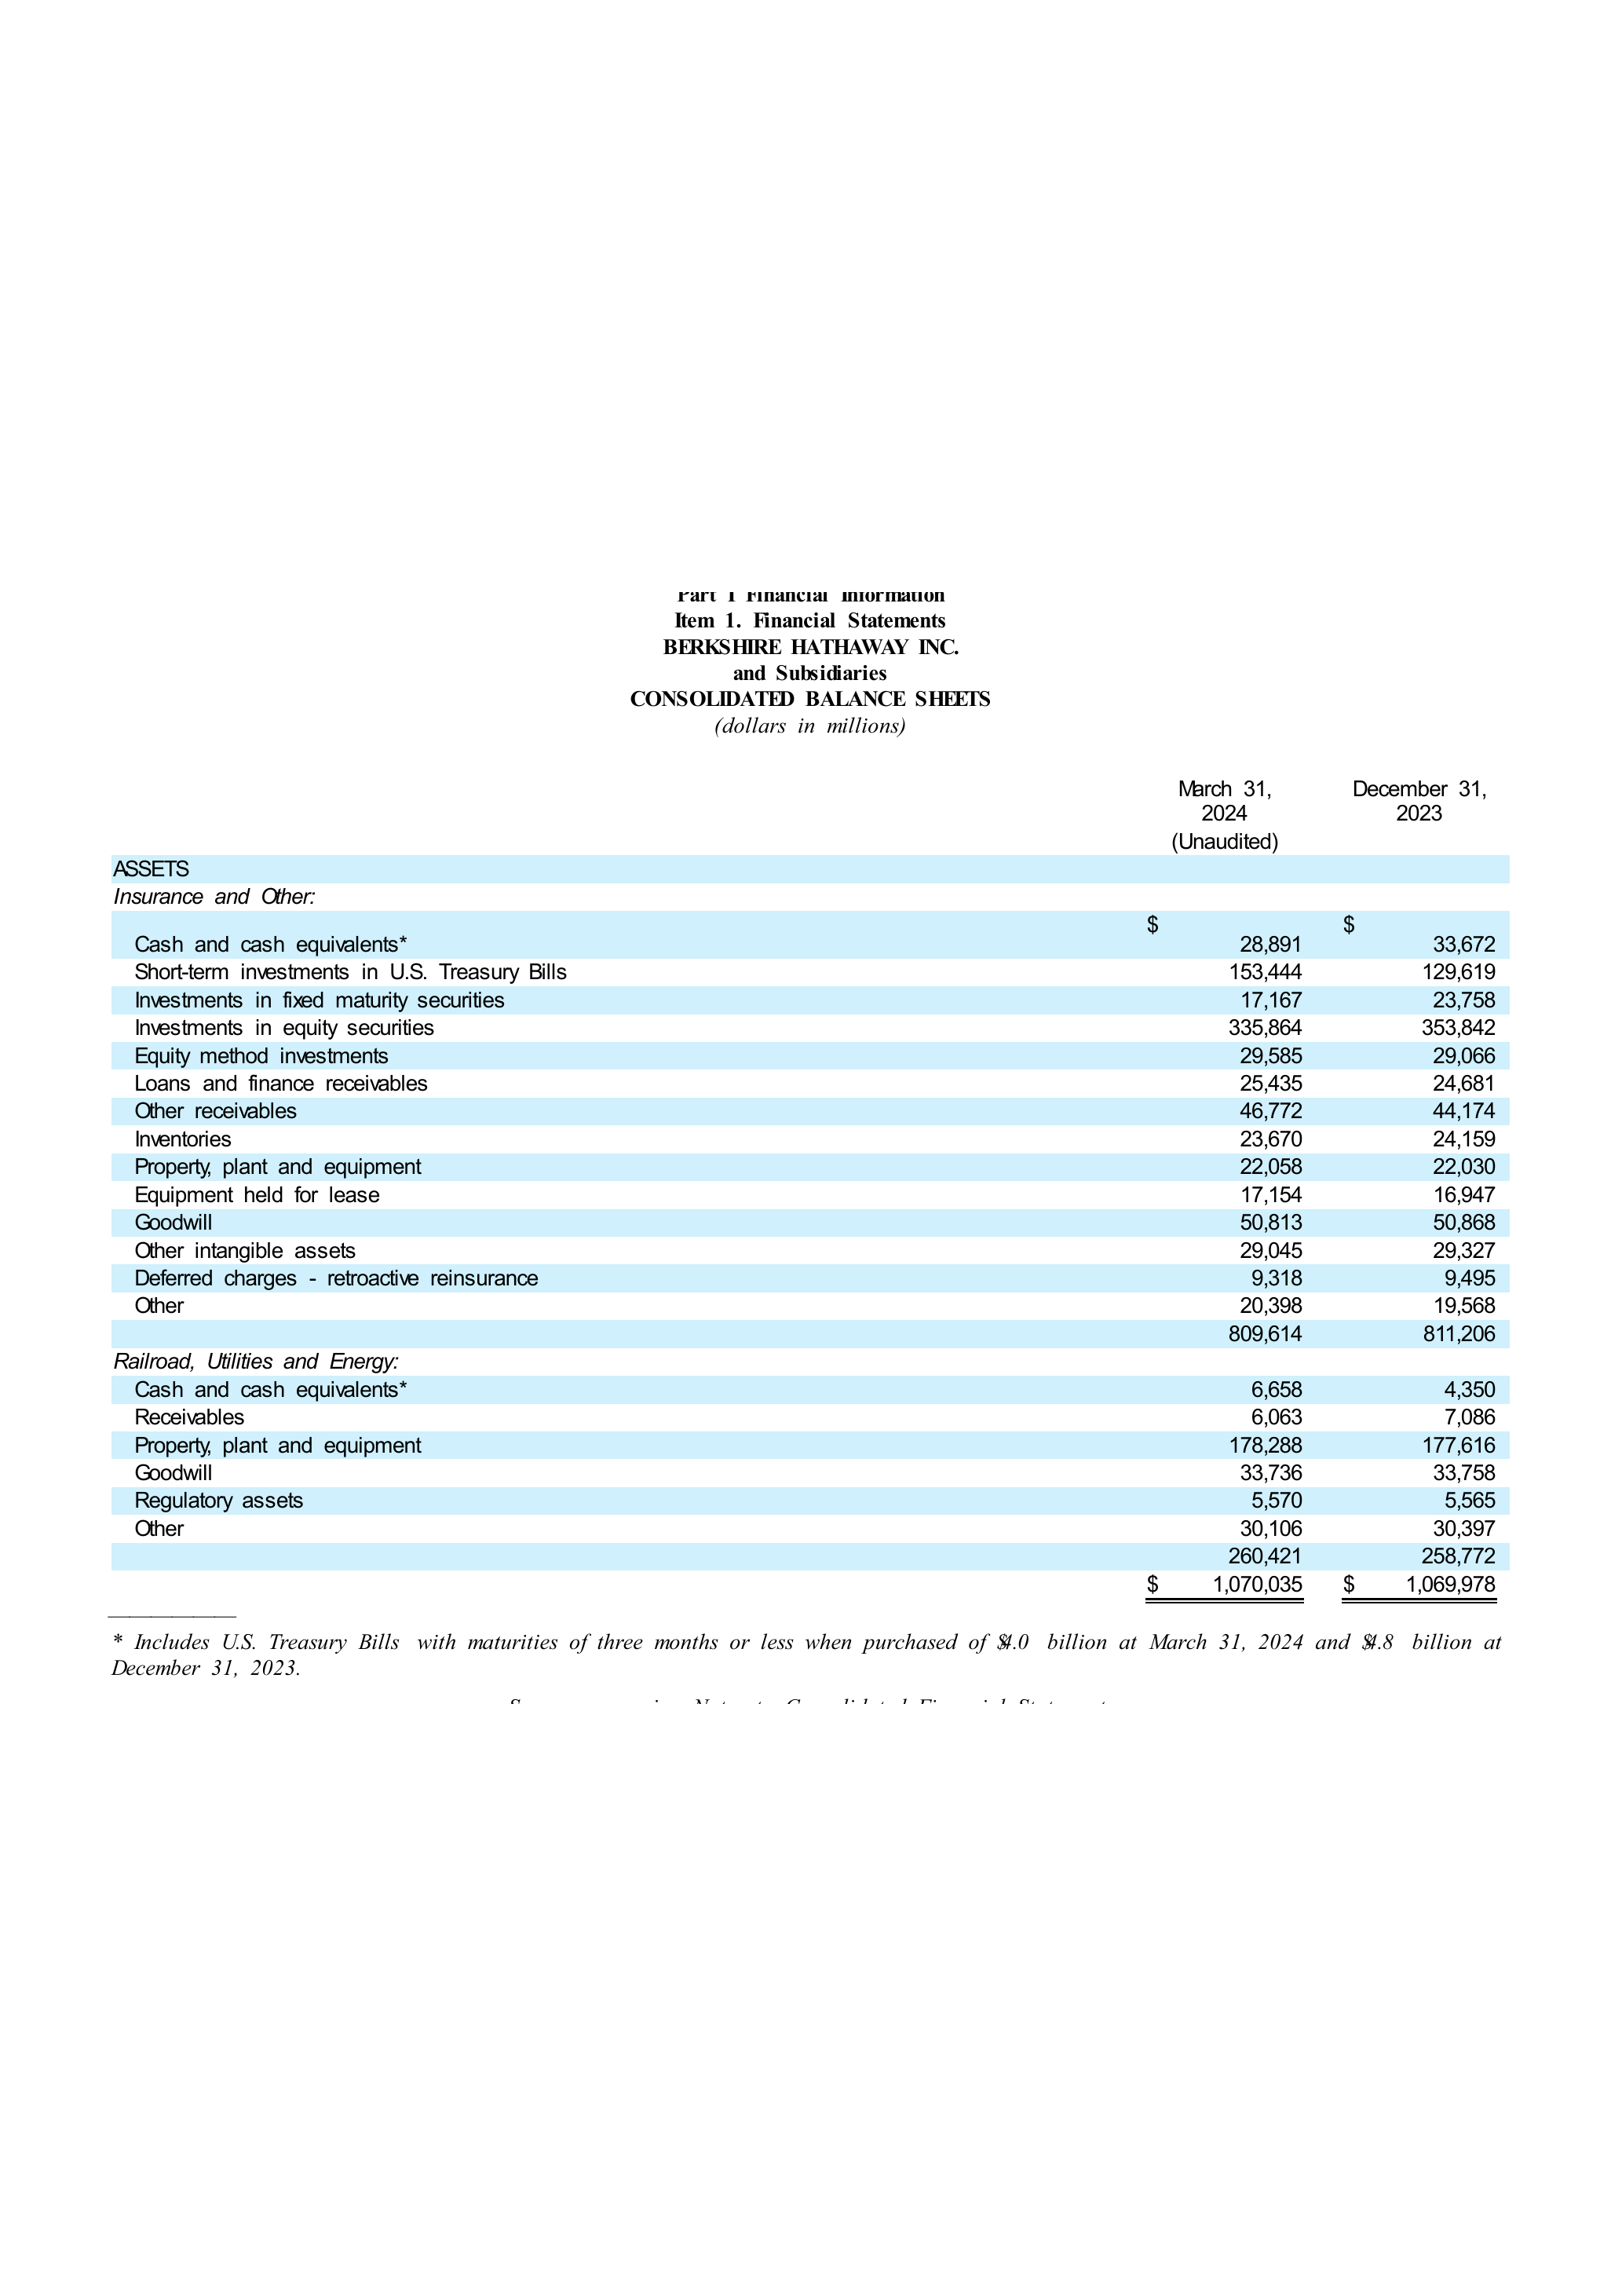 Part I Financial Information
Item 1. Financial Statements
BERKSHIRE HATHAWAY INC.
and Subsidiaries
CONSOLIDATED BALANCE SHEETS
(dollars in millions)
March 31, December 31,
2024 2023
(Unaudited)
ASSETS
Insurance and Other:
$ $
Cash and cash equivalents* 28,891 33,672
Short-term investments in U.S. Treasury Bills 153,444 129,619
Investments in fixed maturity securities 17,167 23,758
Investments in equity securities 335,864 353,842
Equity method investments 29,585 29,066
Loans and finance receivables 25,435 24,681
Other receivables 46,772 44,174
Inventories 23,670 24,159
Property, plant and equipment 22,058 22,030
Equipment held for lease 17,154 16,947
Goodwill 50,813 50,868
Other intangible assets 29,045 29,327
Deferred charges - retroactive reinsurance 9,318 9,495
Other 20,398 19,568
809,614 811,206
Railroad, Utilities and Energy:
Cash and cash equivalents* 6,658 4,350
Receivables 6,063 7,086
Property, plant and equipment 178,288 177,616
Goodwill 33,736 33,758
Regulatory assets 5,570 5,565
Other 30,106 30,397
260,421 258,772
$ 1,070,035 $ 1,069,978
* Includes U.S. Treasury Bills with maturities of three months or less when purchased of $4.0 billion at March 31, 2024 and $4.8 billion at
December 31, 2023.